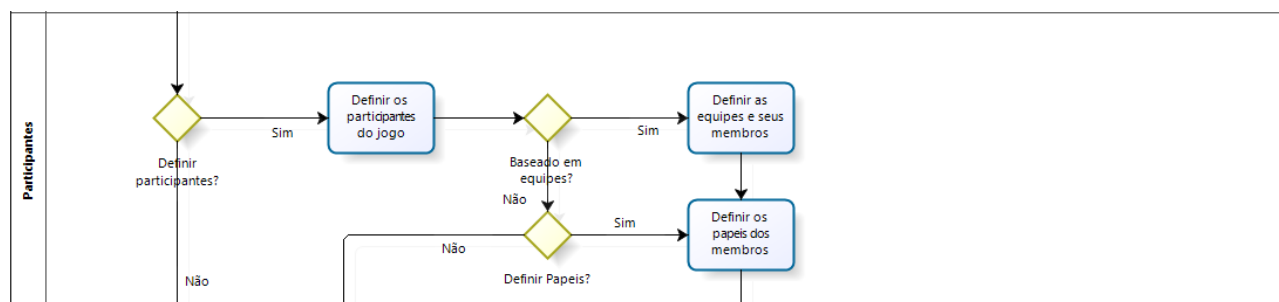 Participantes
Definir
participantes?
Sim
Definir os
participantes
do jogo
Baseado em
equipes?
Sim
Definir as
equipes e seus
membros
Não
Definir Papeis?
Sim
Definir os
papeis dos
membros
Não
Não